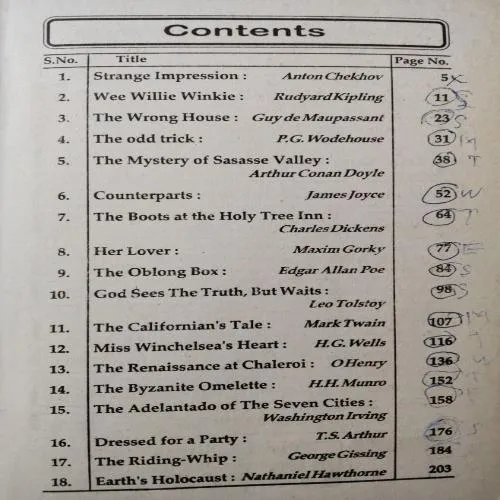 Contents
S.No. Title Page No.
1. Strange Impression : Anton Chekhov 5
2. Wee Willie Winkie : Rudyard Kipling 11 S
3. The Wrong House : Guy de Maupassant 23 S
4. The odd trick : P.G. Wodehouse 31 M
5. The Mystery of Sasasse Valley : 38 T
Arthur Conan Doyle
6. Counterparts : James Joyce 52 W
7. The Boots at the Holy Tree Inn : 64 T
Charles Dickens
8. Her Lover : Maxim Gorky 77
9. The Oblong Box : Edgar Allan Poe 84 S
10. God Sees The Truth, But Waits : 98 S
Leo Tolstoy
11. The Californian's Tale : Mark Twain 107 M
12. Miss Winchelsea's Heart : H.G. Wells 116
13. The Renaissance at Chaleroi : O Henry 136
14. The Byzanite Omelette : H.H. Munro 152
15. The Adelantado of The Seven Cities : 158
Washington Irving
16. Dressed for a Party : T.S. Arthur 176 S
17. The Riding-Whip : George Gissing 184
18. Earth's Holocaust : Nathaniel Hawthorne 203